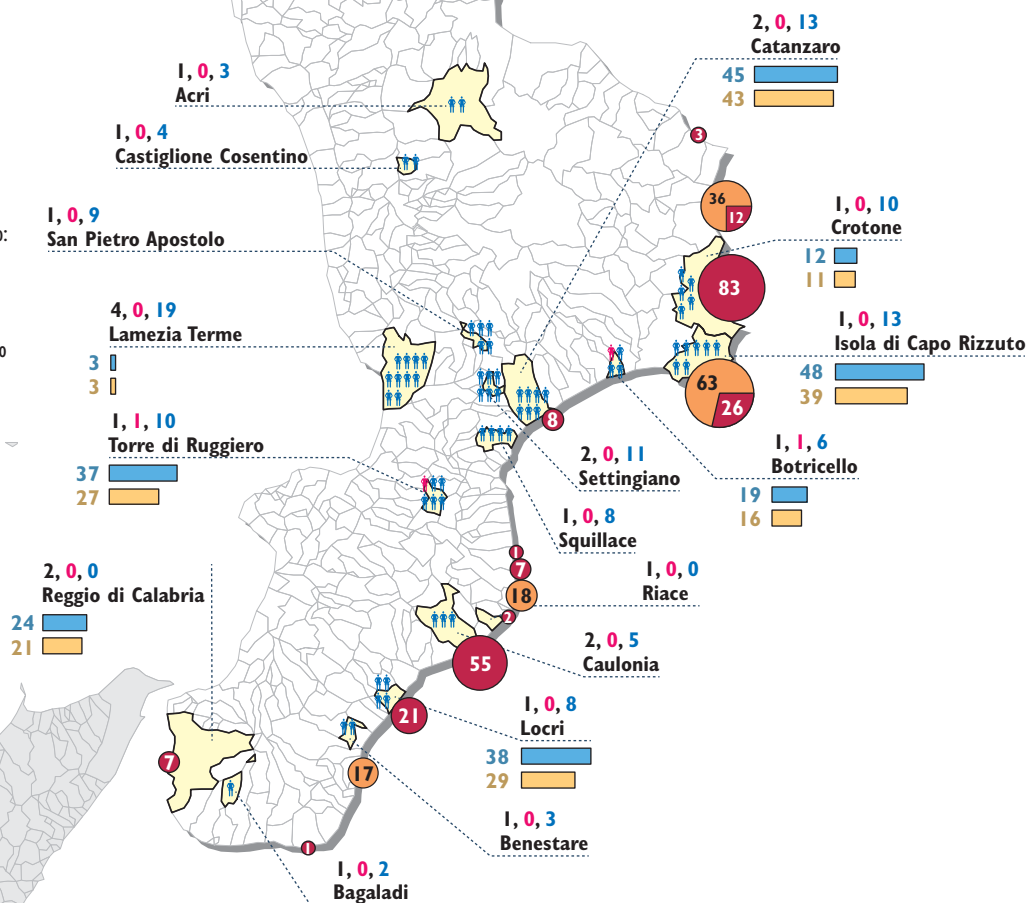 2, 0, 13
Catanzaro
45
43
1, 0, 3
Acri
1, 0, 4
Castiglione Cosentino
3
36
12
1, 0, 9
San Pietro Apostolo
o:
1, 0, 10
Crotone
12
11
83
4, 0, 19
Lamezia Terme
3
3
o
1, 0, 13
Isola di Capo Rizzuto
48
39
63
26
8
1, 1, 10
Torre di Ruggiero
37
27
2, 0, 11
Settingiano
1, 1, 6
Botricello
19
16
1, 0, 8
Squillace
1
7
18
2
1, 0, 0
Riace
2, 0, 0
Reggio di Calabria
24
21
2, 0, 5
Caulonia
55
21
1, 0, 8
Locri
38
29
7
17
1, 0, 3
Benestare
1
1, 0, 2
Bagaladi